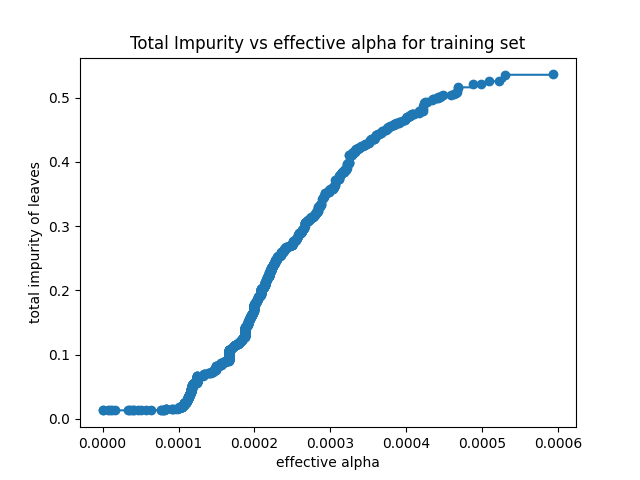 Total Impurity vs effective alpha for training set
total impurity of leaves
0.5
0.4
0.3
0.2
0.1
0.0
0.0000 0.0001 0.0002 0.0003 0.0004 0.0005 0.0006
effective alpha